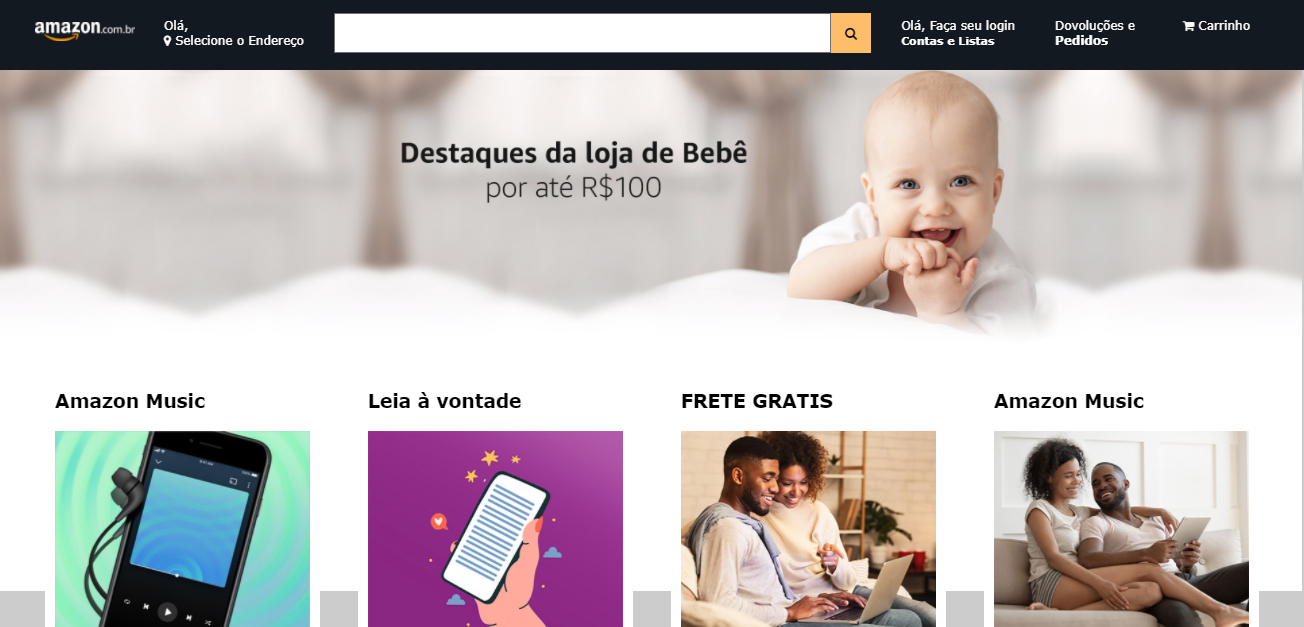 amazon.com.br
Olá,
Selecione o Endereço
Olá, Faça seu login
Contas e Listas
Dovoluções e
Pedidos
Carrinho
Destaques da loja de Bebê
por até R$100
Amazon Music
Leia à vontade
FRETE GRATIS
Amazon Music